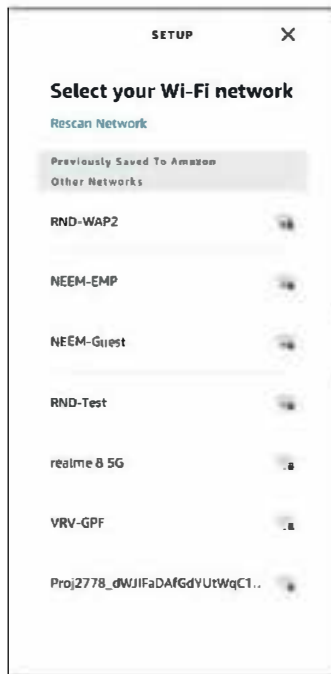 SETUP
Select your Wi-Fi network
Rescan Network
Previously Saved To Amazon
Other Networks
RND-WAP2
NEEM-EMP
NEEM-Guest
RND-Test
realme 8 5G
VRV-GPF
Proj2778_dWJIFaDAfGdYUtWqC1..